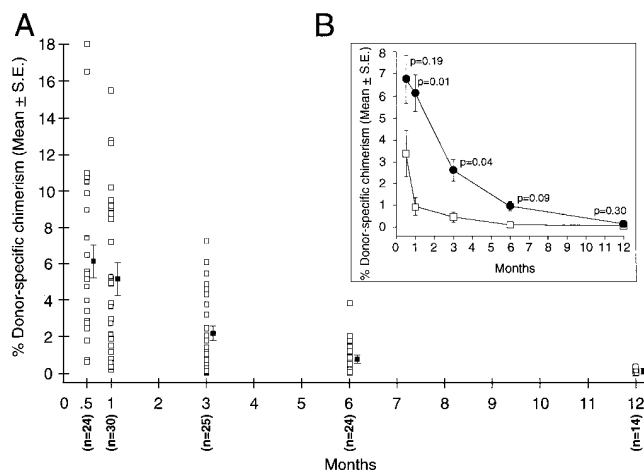 A
% Donor-specific chimerism (Mean ± S.E.)
18
16
14
12
10
8
6
4
2
0
0 .5 1 2 3 4 5 6 7 8 9 10 11 12
(n=24) (n=30) (n=25) (n=24) (n=14)
Months
B
% Donor-specific chimerism (Mean ± S.E.)
8
7
6
5
4
3
2
1
0
p=0.19
p=0.01
p=0.04
p=0.09
p=0.30
0 1 2 3 4 5 6 7 8 9 10 11 12
Months